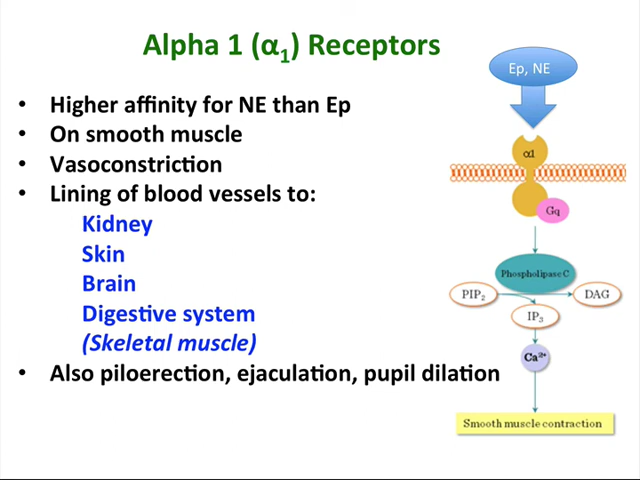 Alpha 1 (α₁) Receptors
• Higher affinity for NE than Ep
• On smooth muscle
• Vasoconstriction
• Lining of blood vessels to:
Kidney
Skin
Brain
Digestive system
(Skeletal muscle)
• Also piloerection, ejaculation, pupil dilation
Ep, NE
α1
Gq
Phospholipase C
PIP₂
DAG
IP₃
Ca²⁺
Smooth muscle contraction